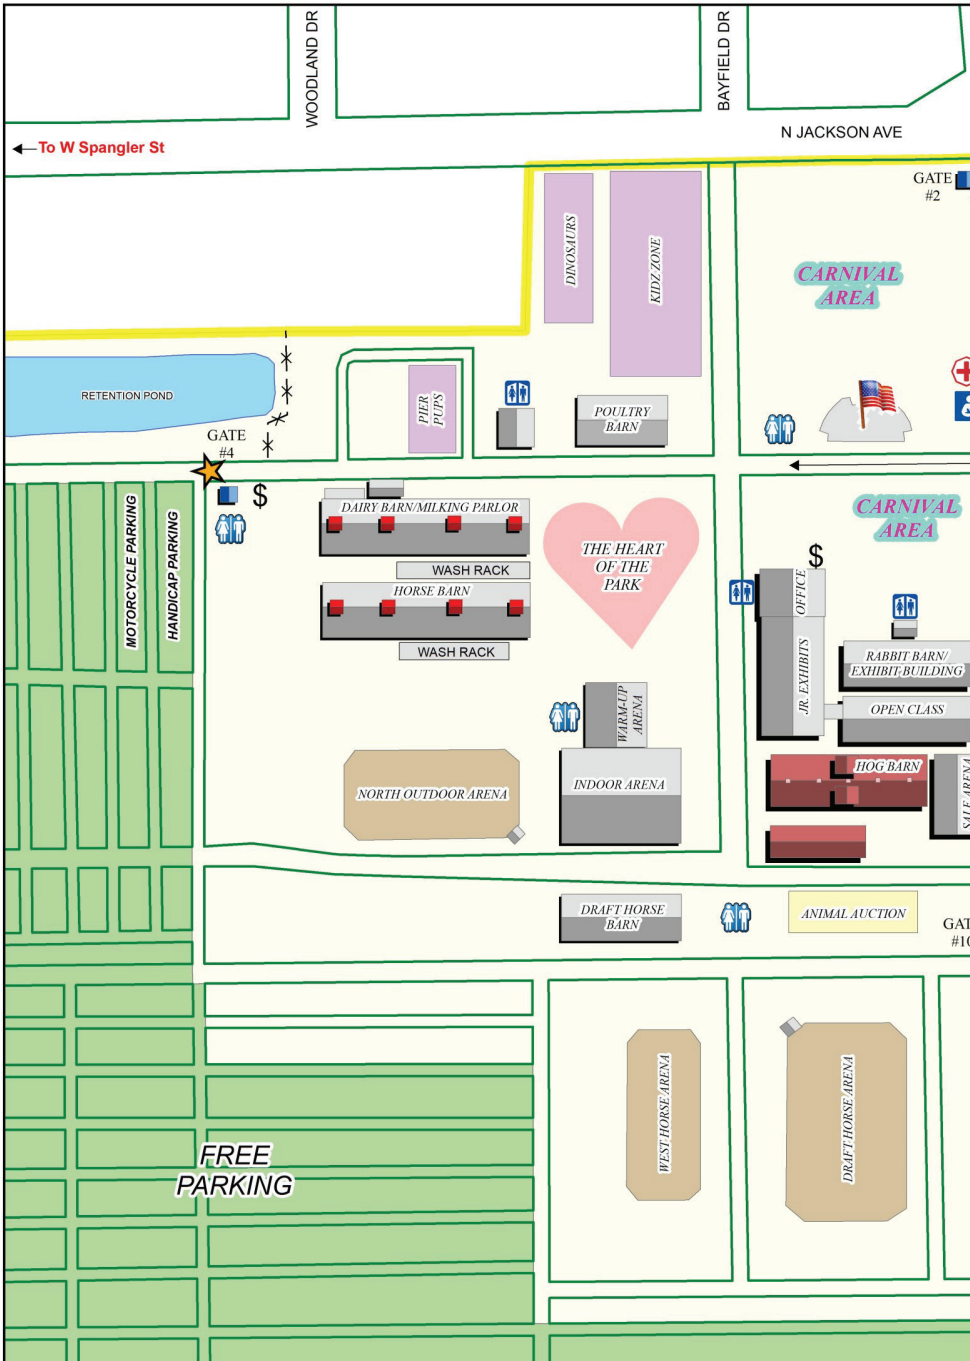 WOODLAND DR
BAYFIELD DR
N JACKSON AVE
To W Spangler St
GATE
#2
DINOSAURS
KIDZ ZONE
CARNIVAL
AREA
RETENTION POND
PIER
PUPS
POULTRY
BARN
GATE
#4
$
MOTORCYCLE PARKING
HANDICAP PARKING
DAIRY BARN/MILKING PARLOR
WASH RACK
HORSE BARN
WASH RACK
THE HEART
OF THE
PARK
CARNIVAL
AREA
$
OFFICE
JR. EXHIBITS
RABBIT BARN/
EXHIBIT BUILDING
OPEN CLASS
WARM-UP
ARENA
INDOOR ARENA
NORTH OUTDOOR ARENA
HOG BARN
SALE ARENA
DRAFT HORSE
BARN
ANIMAL AUCTION
WEST HORSE ARENA
DRAFT HORSE ARENA
FREE
PARKING